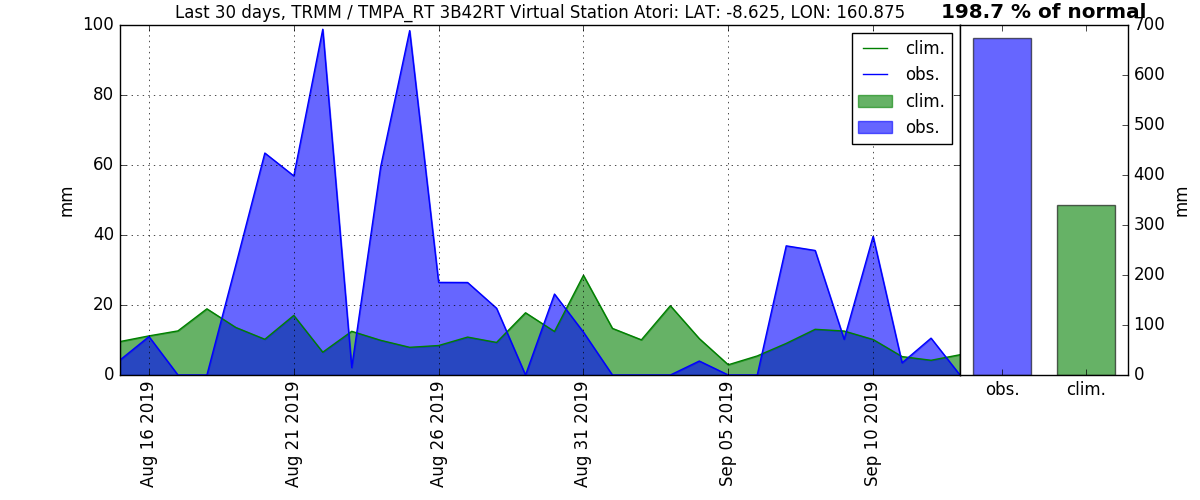 Last 30 days, TRMM / TMPA_RT 3B42RT Virtual Station Atori: LAT: -8.625, LON: 160.875
198.7 % of normal
100
80
60
40
20
0
mm
clim.
obs.
clim.
obs.
700
600
500
400
300
200
100
0
mm
Aug 16 2019
Aug 21 2019
Aug 26 2019
Aug 31 2019
Sep 05 2019
Sep 10 2019
obs.
clim.